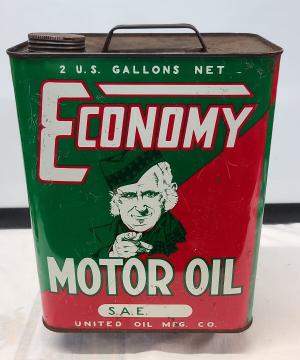 2 U.S. GALLONS NET
ECONOMY
MOTOR OIL
S.A.E.
UNITED OIL MFG. CO.